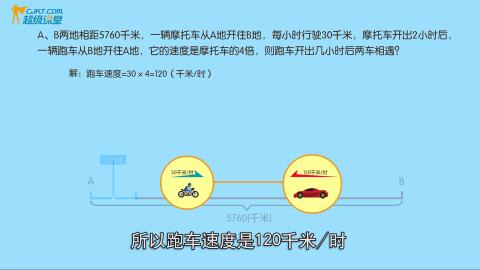 CJKT.COM
超级课堂
A、B两地相距5760千米，一辆摩托车从A地开往B地，每小时行驶30千米，摩托车开出2小时后，
一辆跑车从B地开往A地，它的速度是摩托车的4倍，则跑车开出几小时后两车相遇？
解：跑车速度=30×4=120（千米/时）
30千米/时
120千米/时
A
B
5760(千米)
所以跑车速度是120千米/时